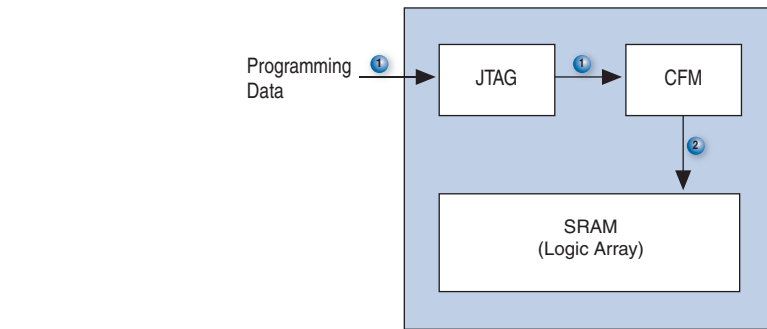 Programming
Data
1
JTAG
1
CFM
2
SRAM
(Logic Array)